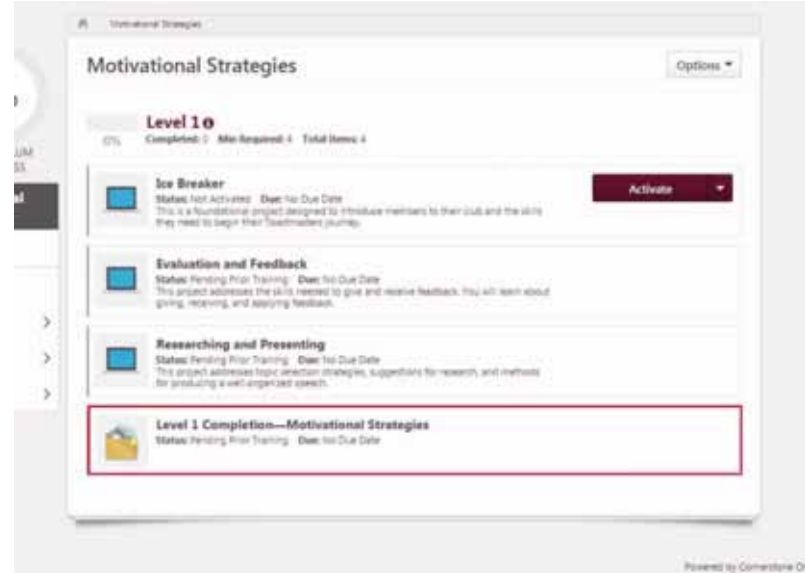 Motivational Strategies
Motivational Strategies
Options
Level 1
0% Completed: 0 Min Required: 4 Total Items: 4
Ice Breaker
Status: Not Activated Due: No Due Date
Activate
This is a foundational project designed to introduce members to their club and the skills
they need to begin their Toastmasters journey.
Evaluation and Feedback
Status: Pending Prior Training Due: No Due Date
This project addresses the skills needed to give and receive feedback. You will learn about
giving, receiving, and applying feedback.
Researching and Presenting
Status: Pending Prior Training Due: No Due Date
This project addresses topic selection strategies, suggestions for research, and methods
for producing a well-organized speech.
Level 1 Completion—Motivational Strategies
Status: Pending Prior Training Due: No Due Date
Powered by Cornerstone